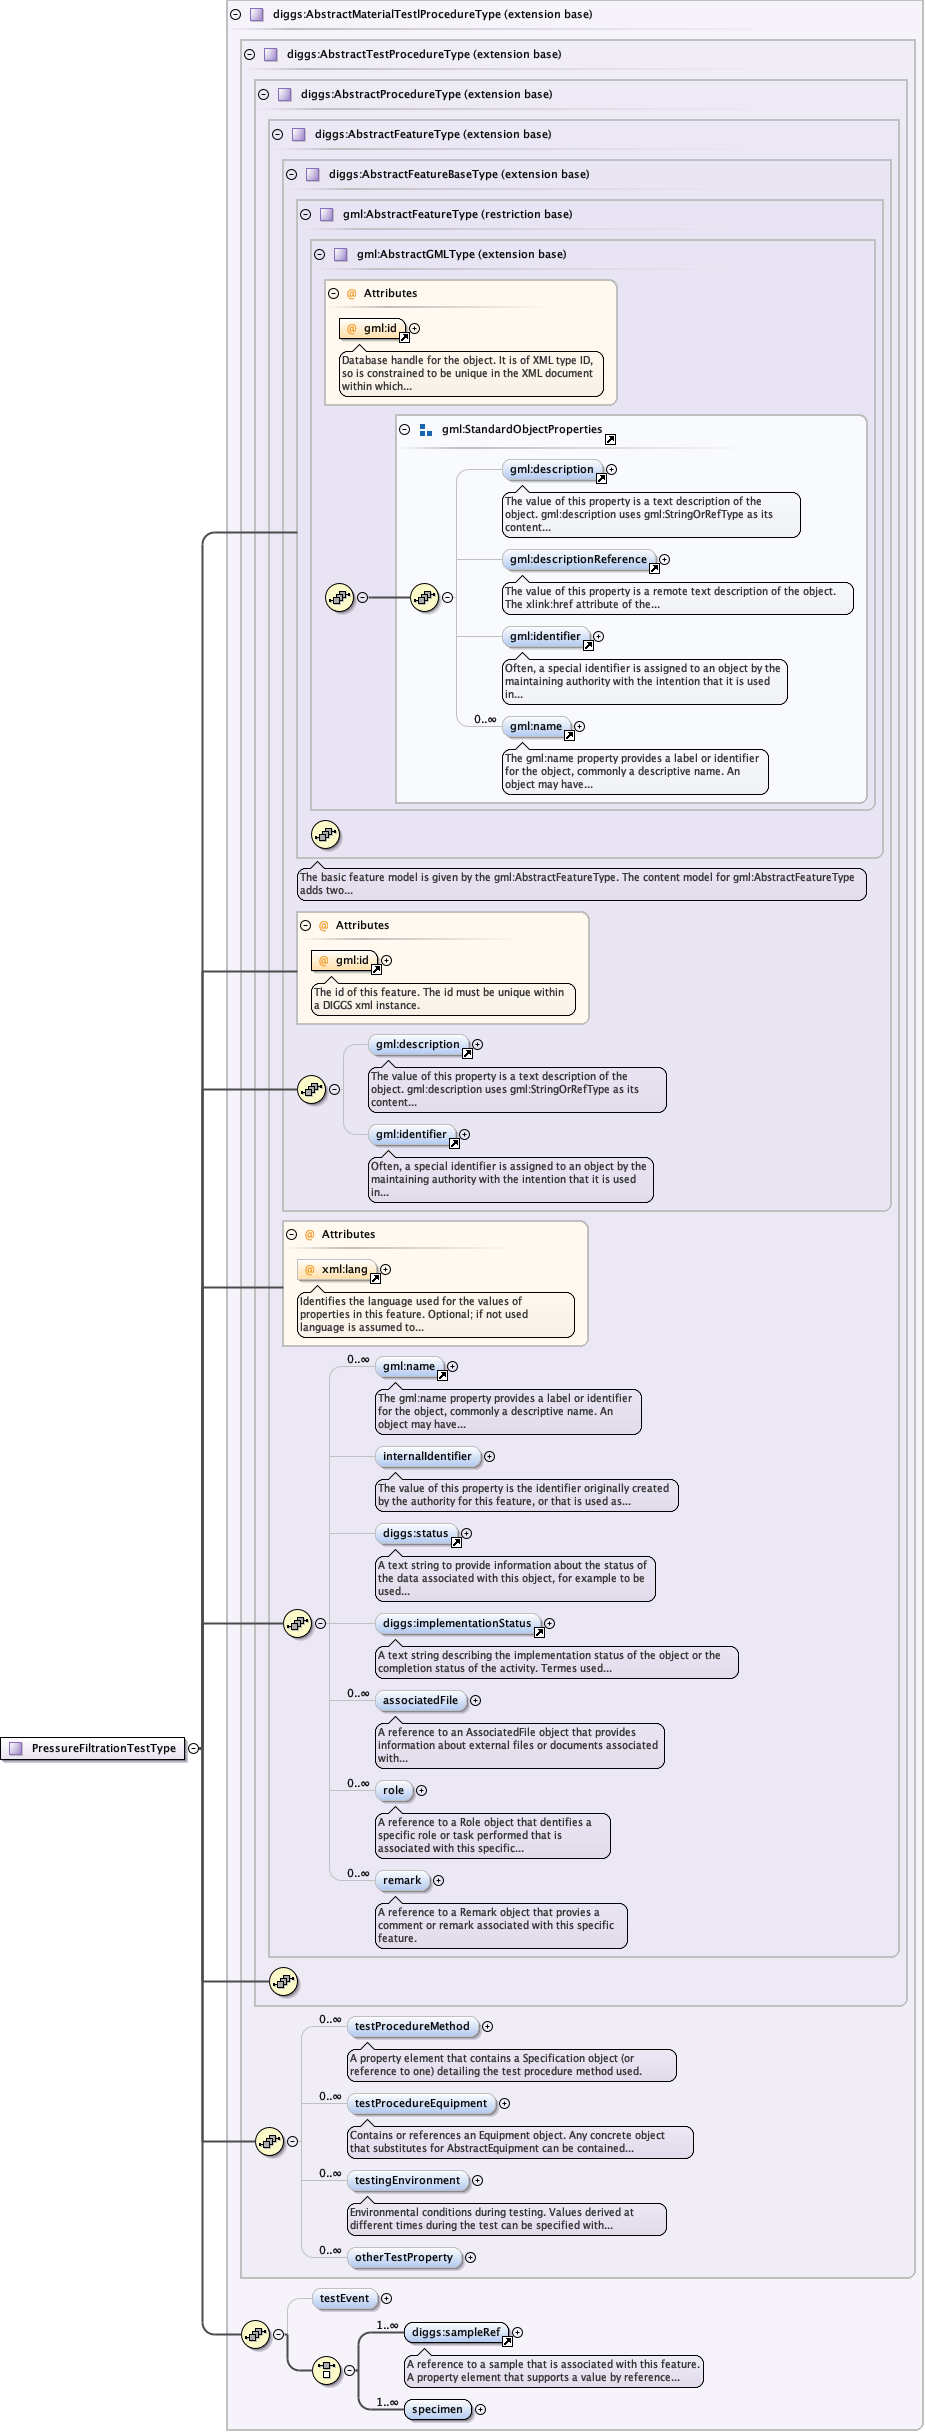 diggs:AbstractMaterialTestlProcedureType (extension base)
diggs:AbstractTestProcedureType (extension base)
diggs:AbstractProcedureType (extension base)
diggs:AbstractFeatureType (extension base)
diggs:AbstractFeatureBaseType (extension base)
gml:AbstractFeatureType (restriction base)
gml:AbstractGMLType (extension base)
@ Attributes
@ gml:id
Database handle for the object. It is of XML type ID,
so is constrained to be unique in the XML document
within which...
gml:StandardObjectProperties
gml:description
The value of this property is a text description of the
object. gml:description uses gml:StringOrRefType as its
content...
gml:descriptionReference
The value of this property is a remote text description of the object.
The xlink:href attribute of the...
gml:identifier
Often, a special identifier is assigned to an object by the
maintaining authority with the intention that it is used
in...
0..∞
gml:name
The gml:name property provides a label or identifier
for the object, commonly a descriptive name. An
object may have...
The basic feature model is given by the gml:AbstractFeatureType. The content model for gml:AbstractFeatureType
adds two...
@ Attributes
@ gml:id
The id of this feature. The id must be unique within
a DIGGS xml instance.
gml:description
The value of this property is a text description of the
object. gml:description uses gml:StringOrRefType as its
content...
gml:identifier
Often, a special identifier is assigned to an object by the
maintaining authority with the intention that it is used
in...
@ Attributes
@ xml:lang
Identifies the language used for the values of
properties in this feature. Optional; if not used
language is assumed to...
0..∞
gml:name
The gml:name property provides a label or identifier
for the object, commonly a descriptive name. An
object may have...
internalIdentifier
The value of this property is the identifier originally created
by the authority for this feature, or that is used as...
diggs:status
A text string to provide information about the status of
the data associated with this object, for example to be
used...
diggs:implementationStatus
A text string describing the implementation status of the object or the
completion status of the activity. Termes used...
0..∞
associatedFile
A reference to an AssociatedFile object that provides
information about external files or documents associated
with...
PressureFiltrationTestType
0..∞
role
A reference to a Role object that dentifies a
specific role or task performed that is
associated with this specific...
0..∞
remark
A reference to a Remark object that provies a
comment or remark associated with this specific
feature.
0..∞
testProcedureMethod
A property element that contains a Specification object (or
reference to one) detailing the test procedure method used.
0..∞
testProcedureEquipment
Contains or references an Equipment object. Any concrete object
that substitutes for AbstractEquipment can be contained...
0..∞
testingEnvironment
Environmental conditions during testing. Values derived at
different times during the test can be specified with...
0..∞
otherTestProperty
testEvent
1..∞
diggs:sampleRef
A reference to a sample that is associated with this feature.
A property element that supports a value by reference...
1..∞
specimen